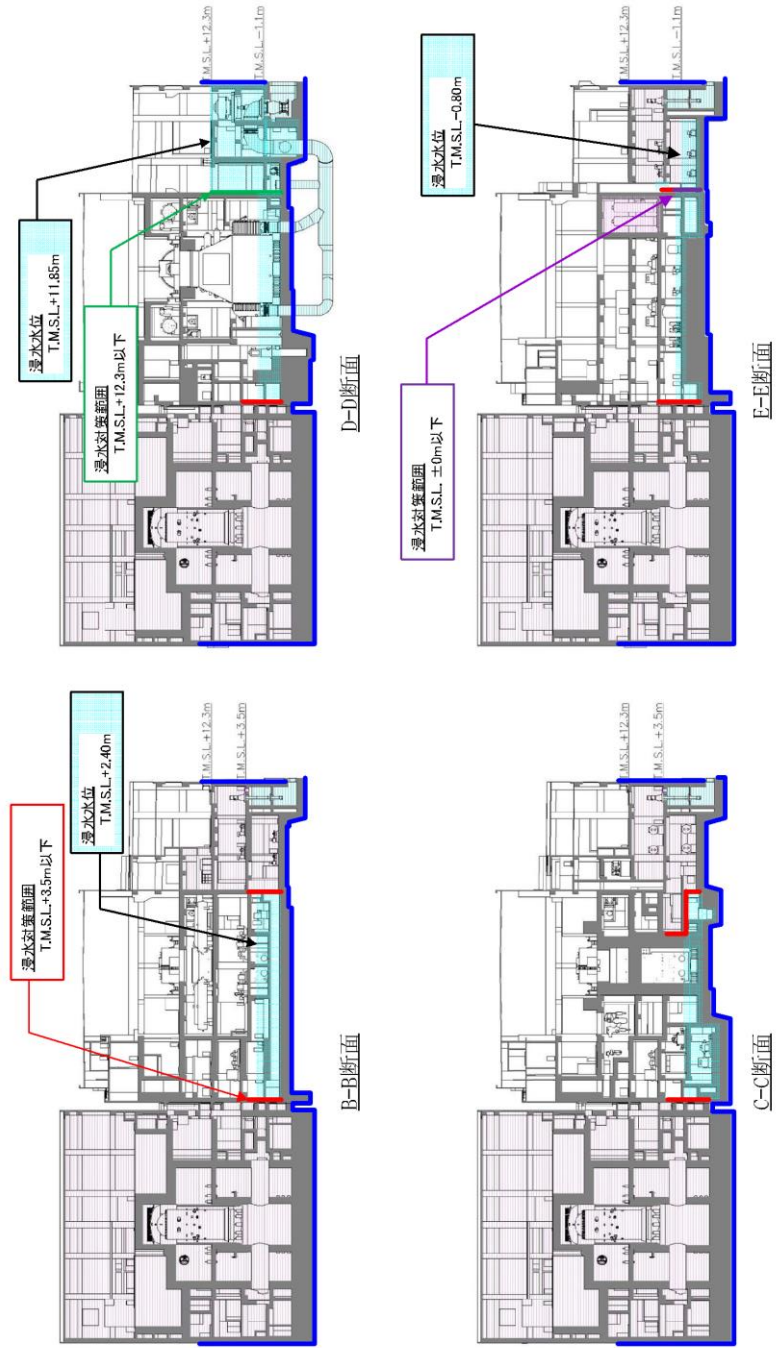 浸水対策範囲
T.M.S.L.+3.5m以下
浸水水位
T.M.S.L.+2.40m
T.M.S.L.+12.3m
T.M.S.L.+3.5m
B-B断面
浸水水位
T.M.S.L.+11.85m
浸水対策範囲
T.M.S.L.+12.3m以下
T.M.S.L.+12.3m
T.M.S.L.-1.1m
D-D断面
T.M.S.L.+12.3m
T.M.S.L.+3.5m
C-C断面
浸水対策範囲
T.M.S.L. ±0m以下
浸水水位
T.M.S.L.-0.80m
T.M.S.L.+12.3m
T.M.S.L.-1.1m
E-E断面